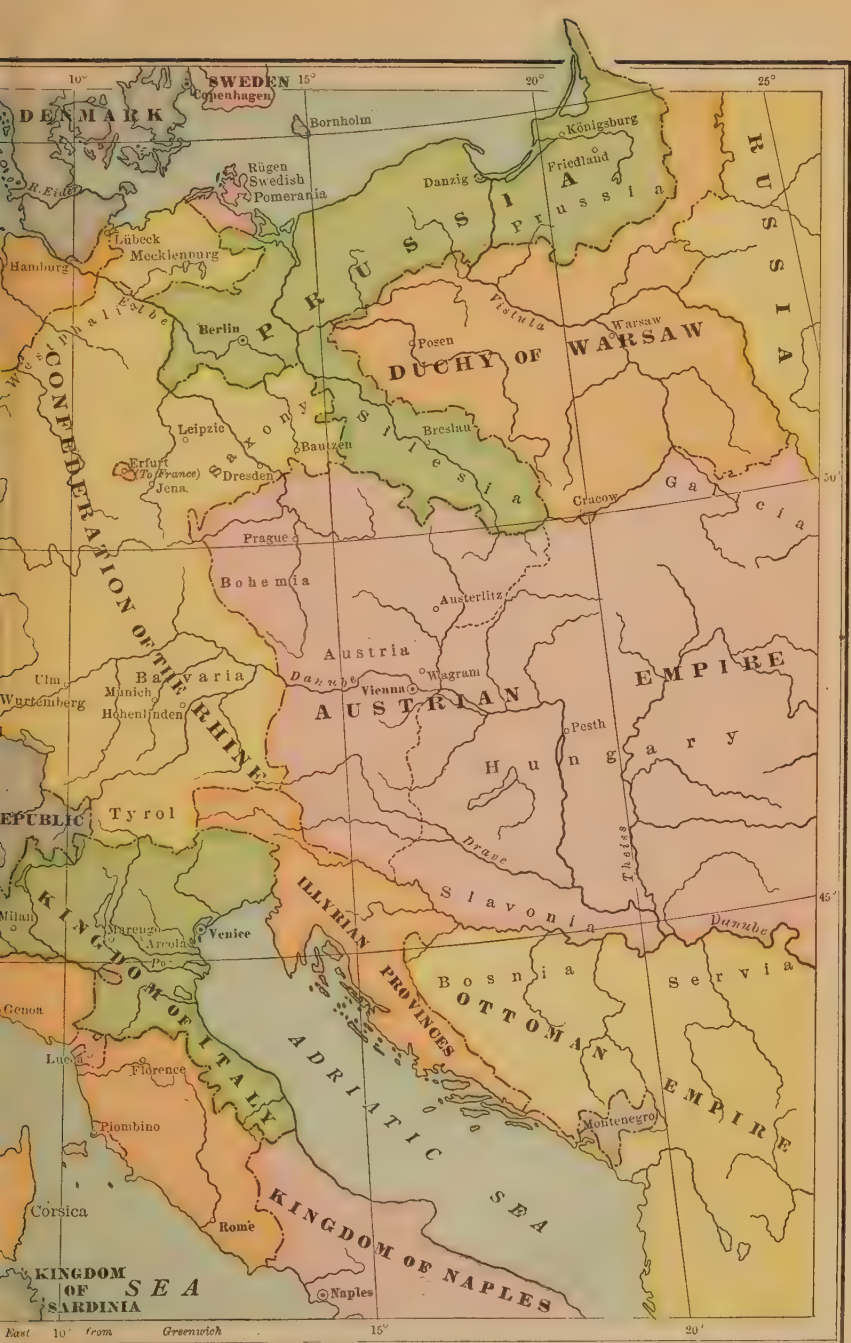 10°
15°
20°
25°
SWEDEN
Copenhagen
DENMARK
Bornholm
Königsburg
Friedland
Rügen
Swedish
Pomerania
Danzig
R. Eider
PRUSSIA
Prussia
RUSSIA
Lübeck
Mecklenburg
Hamburg
Elbe
Westphalia
Berlin
Vistula
Warsaw
Posen
DUCHY OF WARSAW
CONFEDERATION OF THE RHINE
Leipzic
Saxony
Silesia
Breslau
Bautzen
Erfurt
(To France)
Jena
Dresden
Cracow
Galicia
50°
Prague
Bohemia
Austerlitz
Austria
Ulm
Bavaria
Danube
Wagram
Vienna
EMPIRE
Munich
Wurtemberg
Hohenlinden
AUSTRIAN
Pesth
Hungary
EPUBLIC
Tyrol
Drave
Theiss
Slavonia
45°
Danube
Milan
KINGDOM OF ITALY
Marengo
Arcola
Venice
Po
ILLYRIAN PROVINCES
Bosnia
Servia
OTTOMAN EMPIRE
Genoa
Lucca
Florence
ADRIATIC SEA
Montenegro
Piombino
Corsica
Rome
KINGDOM OF NAPLES
KINGDOM
OF
SARDINIA
SEA
Naples
East 10° from Greenwich
15°
20°